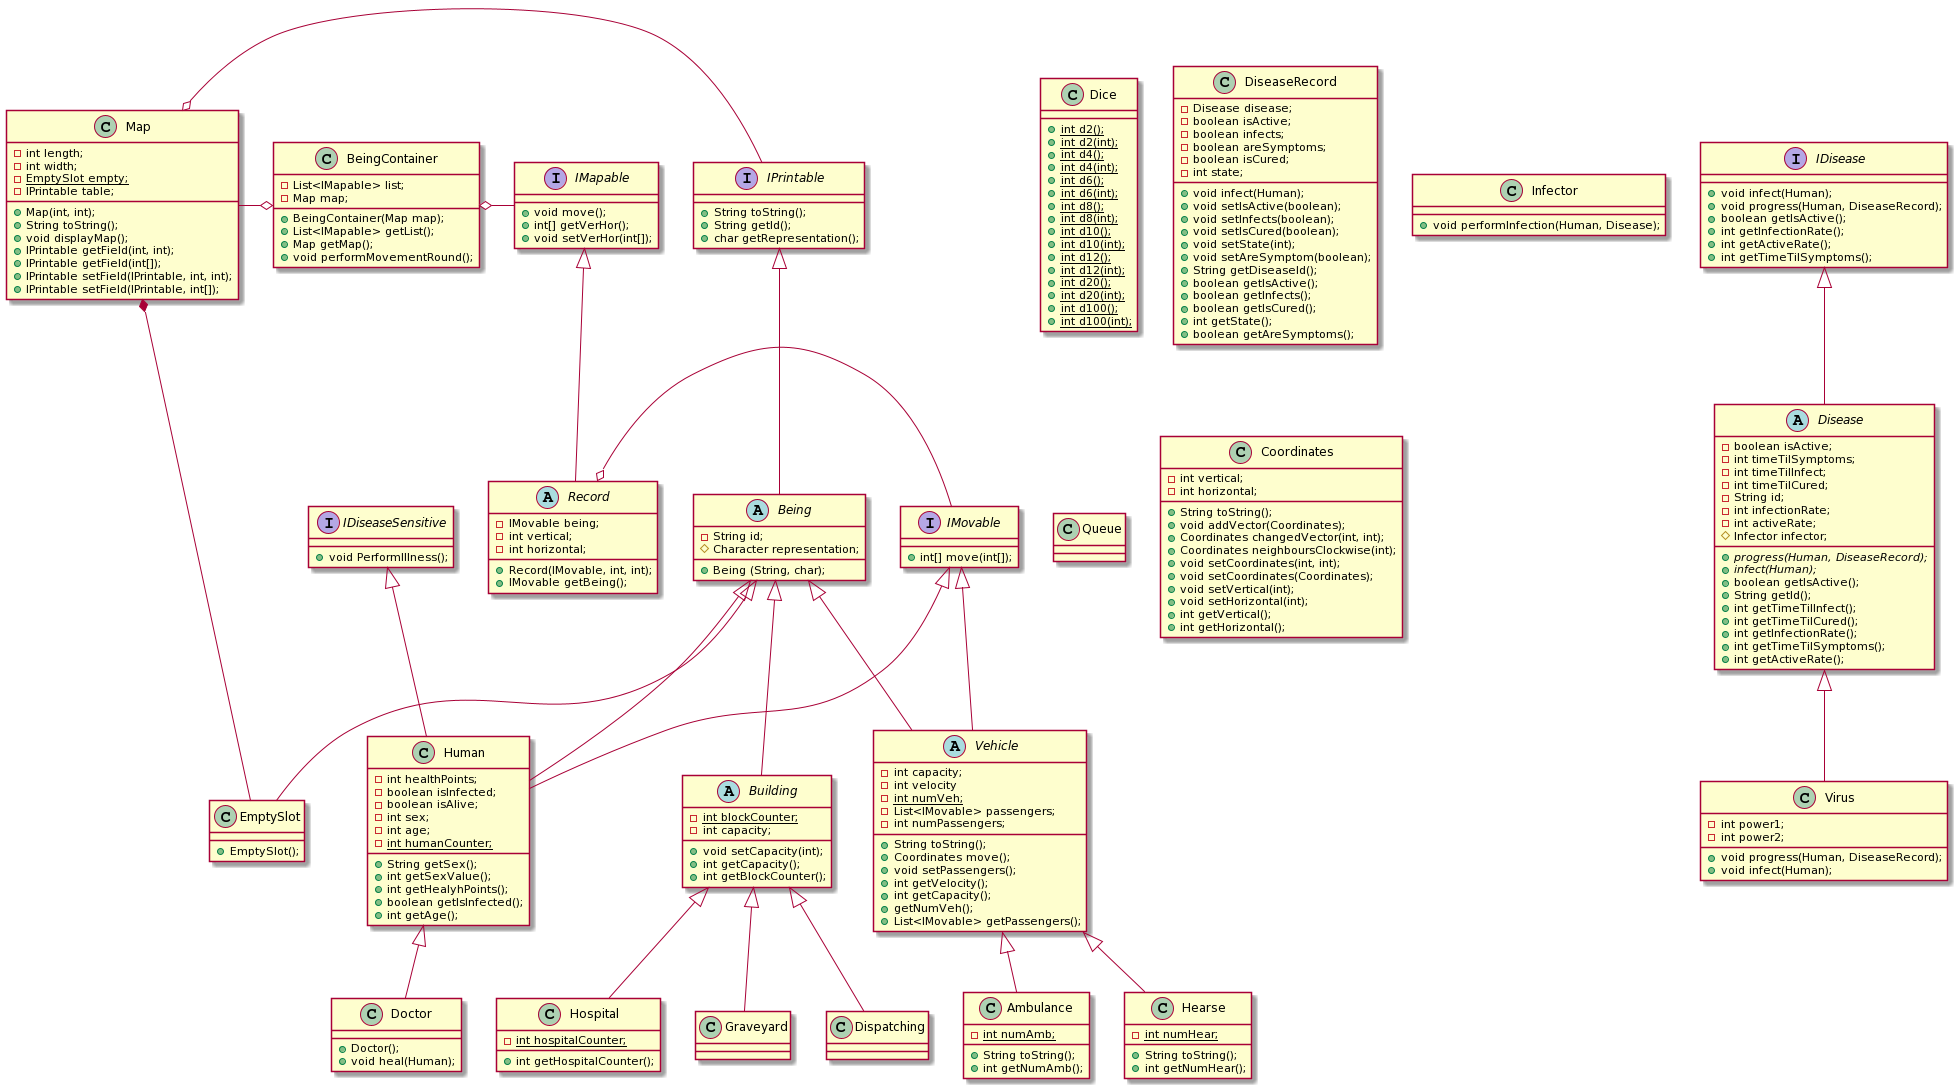 C Map
int length;
int width;
EmptySlot empty;
IPrintable table;
Map(int, int);
String toString();
void displayMap();
IPrintable getField(int, int);
IPrintable getField(int[]);
IPrintable setField(IPrintable, int, int);
IPrintable setField(IPrintable, int[]);
C BeingContainer
List<IMapable> list;
Map map;
BeingContainer(Map map);
List<IMapable> getList();
Map getMap();
void performMovementRound();
I IMapable
void move();
int[] getVerHor();
void setVerHor(int[]);
I IPrintable
String toString();
String getId();
char getRepresentation();
C Dice
int d2();
int d2(int);
int d4();
int d4(int);
int d6();
int d6(int);
int d8();
int d8(int);
int d10();
int d10(int);
int d12();
int d12(int);
int d20();
int d20(int);
int d100();
int d100(int);
C DiseaseRecord
Disease disease;
boolean isActive;
boolean infects;
boolean areSymptoms;
boolean isCured;
int state;
void infect(Human);
void setIsActive(boolean);
void setInfects(boolean);
void setIsCured(boolean);
void setState(int);
void setAreSymptom(boolean);
String getDiseaseId();
boolean getIsActive();
boolean getInfects();
boolean getIsCured();
int getState();
boolean getAreSymptoms();
C Infector
void performInfection(Human, Disease);
I IDisease
void infect(Human);
void progress(Human, DiseaseRecord);
boolean getIsActive();
int getInfectionRate();
int getActiveRate();
int getTimeTilSymptoms();
I IDiseaseSensitive
void PerformIllness();
A Record
IMovable being;
int vertical;
int horizontal;
Record(IMovable, int, int);
IMovable getBeing();
A Being
String id;
Character representation;
Being (String, char);
I IMovable
int[] move(int[]);
C Queue
C Coordinates
int vertical;
int horizontal;
String toString();
void addVector(Coordinates);
Coordinates changedVector(int, int);
Coordinates neighboursClockwise(int);
void setCoordinates(int, int);
void setCoordinates(Coordinates);
void setVertical(int);
void setHorizontal(int);
int getVertical();
int getHorizontal();
A Disease
boolean isActive;
int timeTilSymptoms;
int timeTilInfect;
int timeTilCured;
String id;
int infectionRate;
int activeRate;
Infector infector;
progress(Human, DiseaseRecord);
infect(Human);
boolean getIsActive();
String getId();
int getTimeTilInfect();
int getTimeTilCured();
int getInfectionRate();
int getTimeTilSymptoms();
int getActiveRate();
C EmptySlot
EmptySlot();
C Human
int healthPoints;
boolean isInfected;
boolean isAlive;
int sex;
int age;
int humanCounter;
String getSex();
int getSexValue();
int getHealyhPoints();
boolean getIsInfected();
int getAge();
A Building
int blockCounter;
int capacity;
void setCapacity(int);
int getCapacity();
int getBlockCounter();
A Vehicle
int capacity;
int velocity
int numVeh;
List<IMovable> passengers;
int numPassengers;
String toString();
Coordinates move();
void setPassengers();
int getVelocity();
int getCapacity();
getNumVeh();
List<IMovable> getPassengers();
C Virus
int power1;
int power2;
void progress(Human, DiseaseRecord);
void infect(Human);
C Doctor
Doctor();
void heal(Human);
C Hospital
int hospitalCounter;
int getHospitalCounter();
C Graveyard
C Dispatching
C Ambulance
int numAmb;
String toString();
int getNumAmb();
C Hearse
int numHear;
String toString();
int getNumHear();